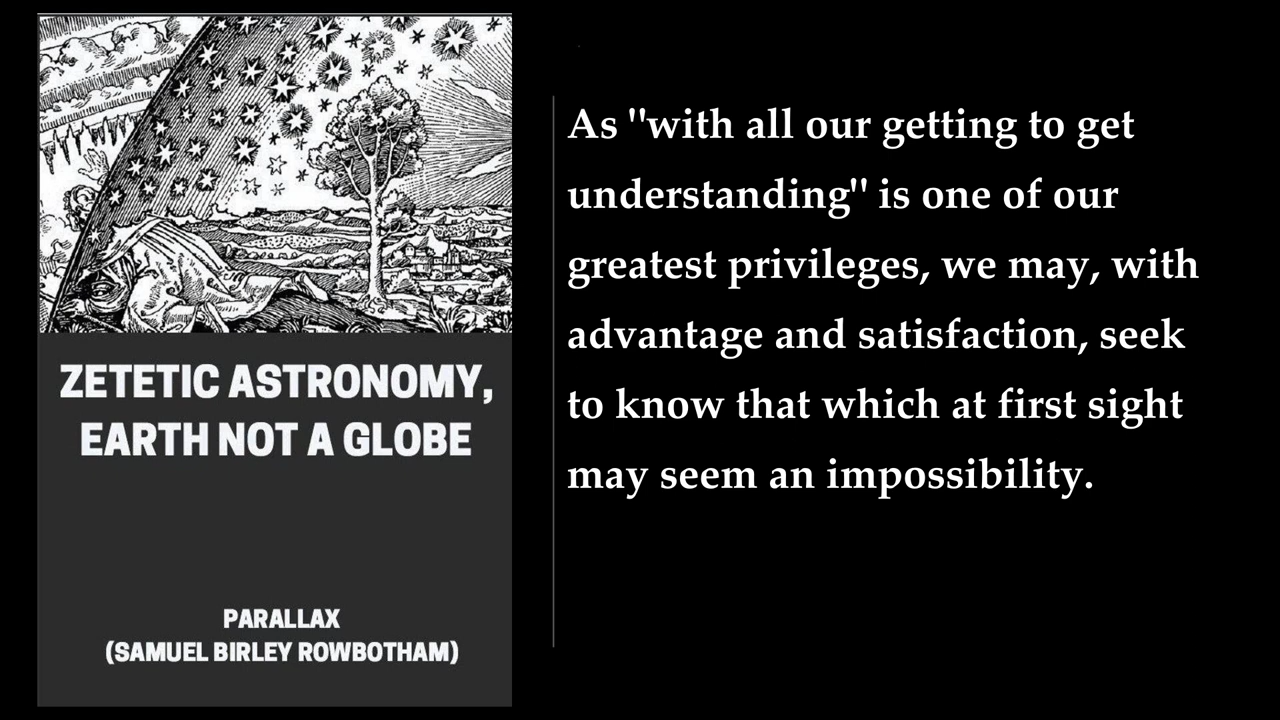 ZETETIC ASTRONOMY,
EARTH NOT A GLOBE
PARALLAX
(SAMUEL BIRLEY ROWBOTHAM)
As "with all our getting to get
understanding" is one of our
greatest privileges, we may, with
advantage and satisfaction, seek
to know that which at first sight
may seem an impossibility.